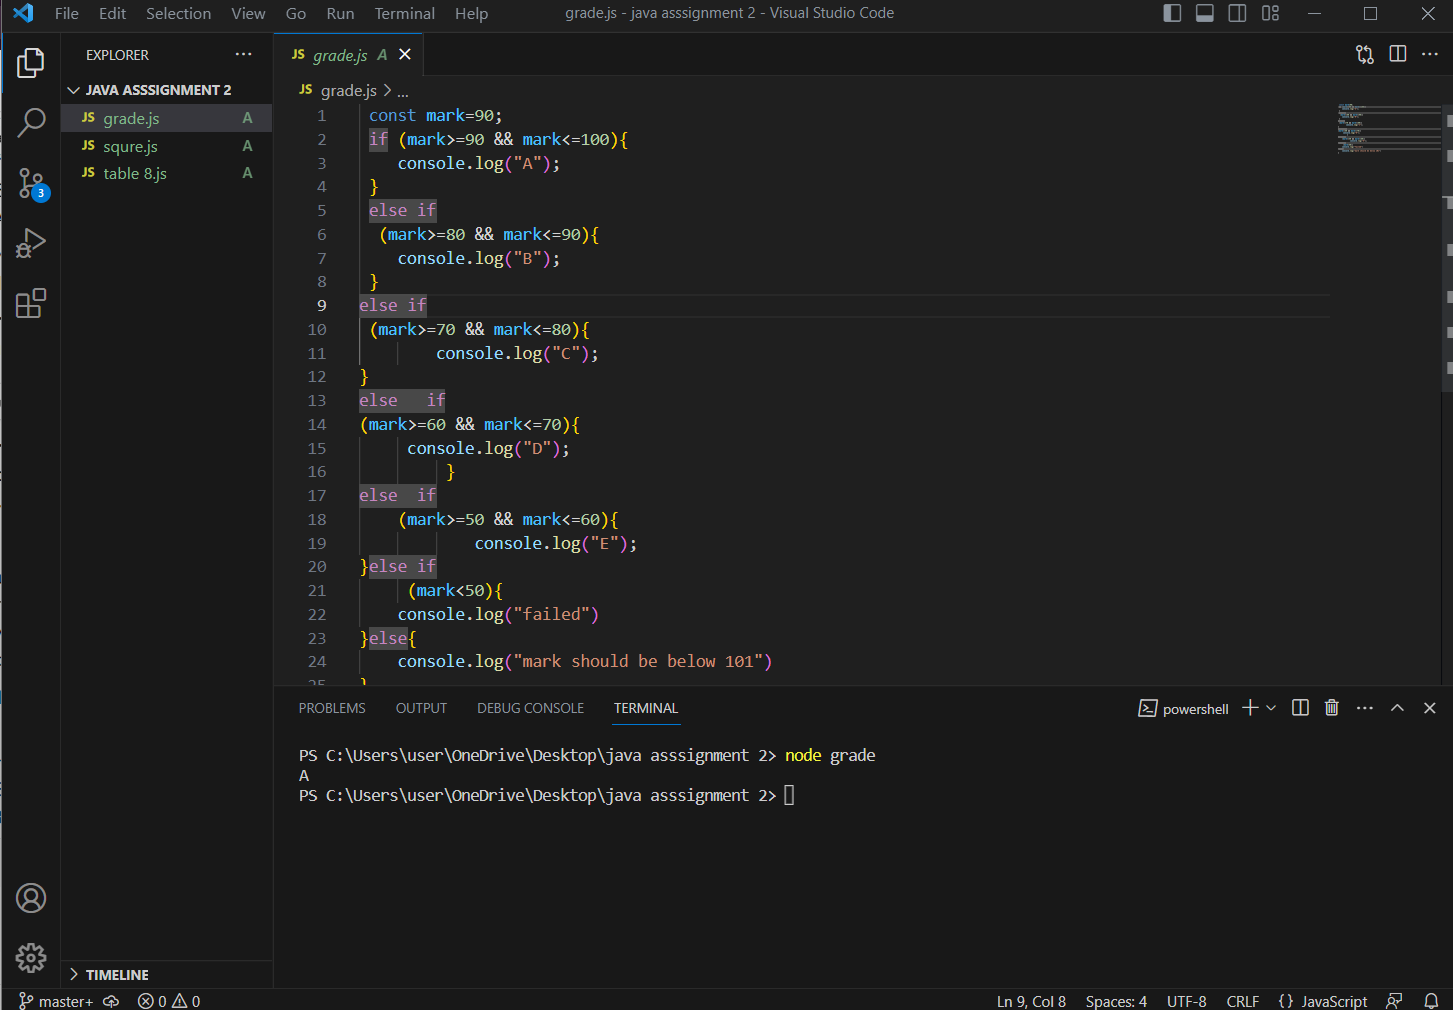 File Edit Selection View Go Run Terminal Help grade.js - java asssignment 2 - Visual Studio Code
EXPLORER ...
JAVA ASSSIGNMENT 2
JS grade.js A
JS squre.js A
JS table 8.js A
3
TIMELINE
JS grade.js A
JS grade.js > ...
1 const mark=90;
2 if (mark>=90 && mark<=100){
3 console.log("A");
4 }
5 else if
6 (mark>=80 && mark<=90){
7 console.log("B");
8 }
9 else if
10 (mark>=70 && mark<=80){
11 console.log("C");
12 }
13 else   if
14 (mark>=60 && mark<=70){
15 console.log("D");
16 }
17 else  if
18 (mark>=50 && mark<=60){
19 console.log("E");
20 }else if
21 (mark<50){
22 console.log("failed")
23 }else{
24 console.log("mark should be below 101")
25 }
PROBLEMS OUTPUT DEBUG CONSOLE TERMINAL powershell
PS C:\Users\user\OneDrive\Desktop\java asssignment 2> node grade
A
PS C:\Users\user\OneDrive\Desktop\java asssignment 2>
master+ 0 0 Ln 9, Col 8 Spaces: 4 UTF-8 CRLF {} JavaScript